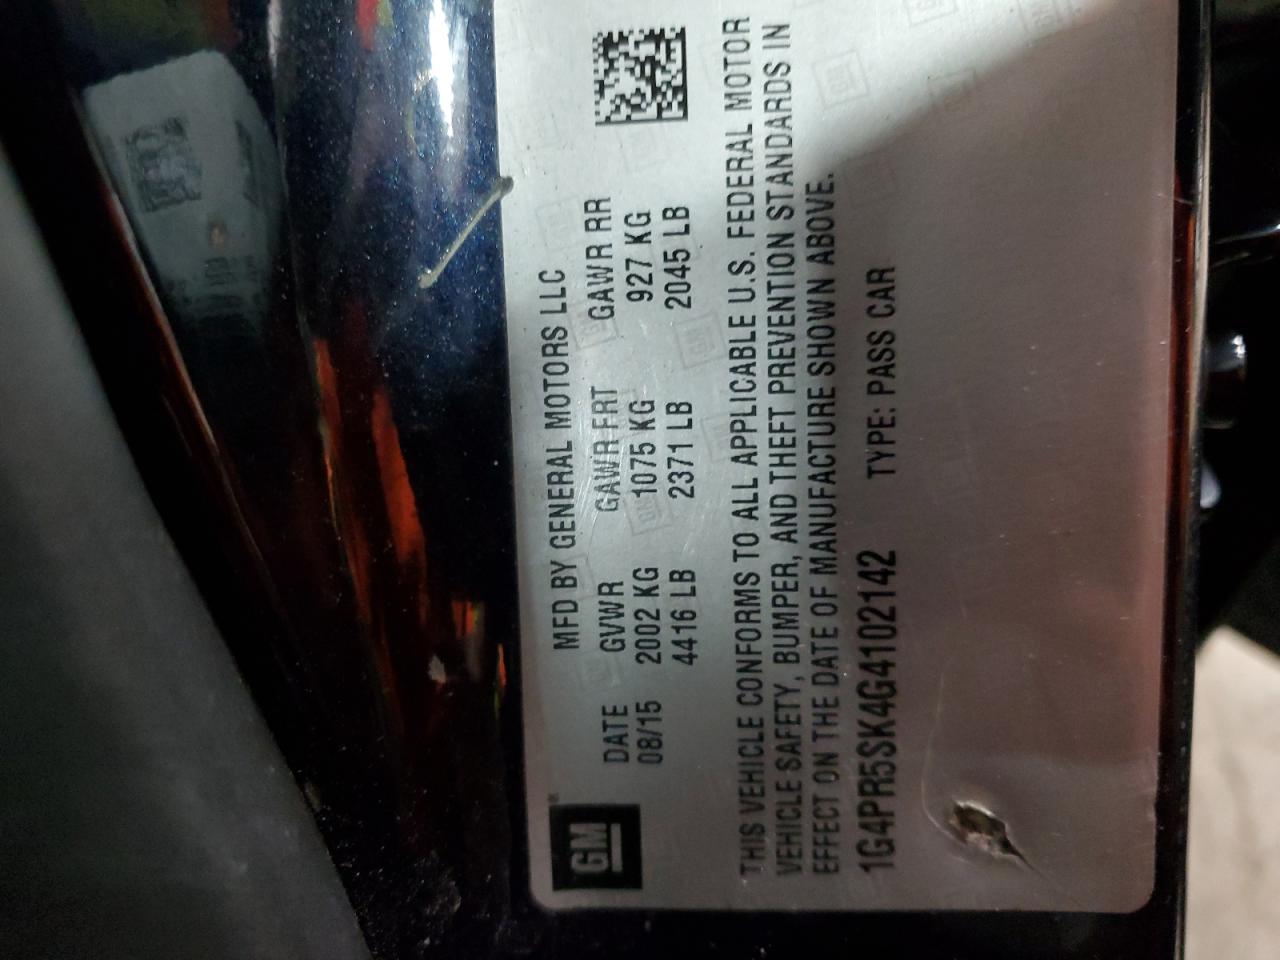 GM
MFD BY GENERAL MOTORS LLC
DATE GVWR GAWR FRT GAWR RR
08/15 2002 KG 1075 KG 927 KG
4416 LB 2371 LB 2045 LB
THIS VEHICLE CONFORMS TO ALL APPLICABLE U.S. FEDERAL MOTOR
VEHICLE SAFETY, BUMPER, AND THEFT PREVENTION STANDARDS IN
EFFECT ON THE DATE OF MANUFACTURE SHOWN ABOVE.
1G4PR5SK4G4102142 TYPE: PASS CAR